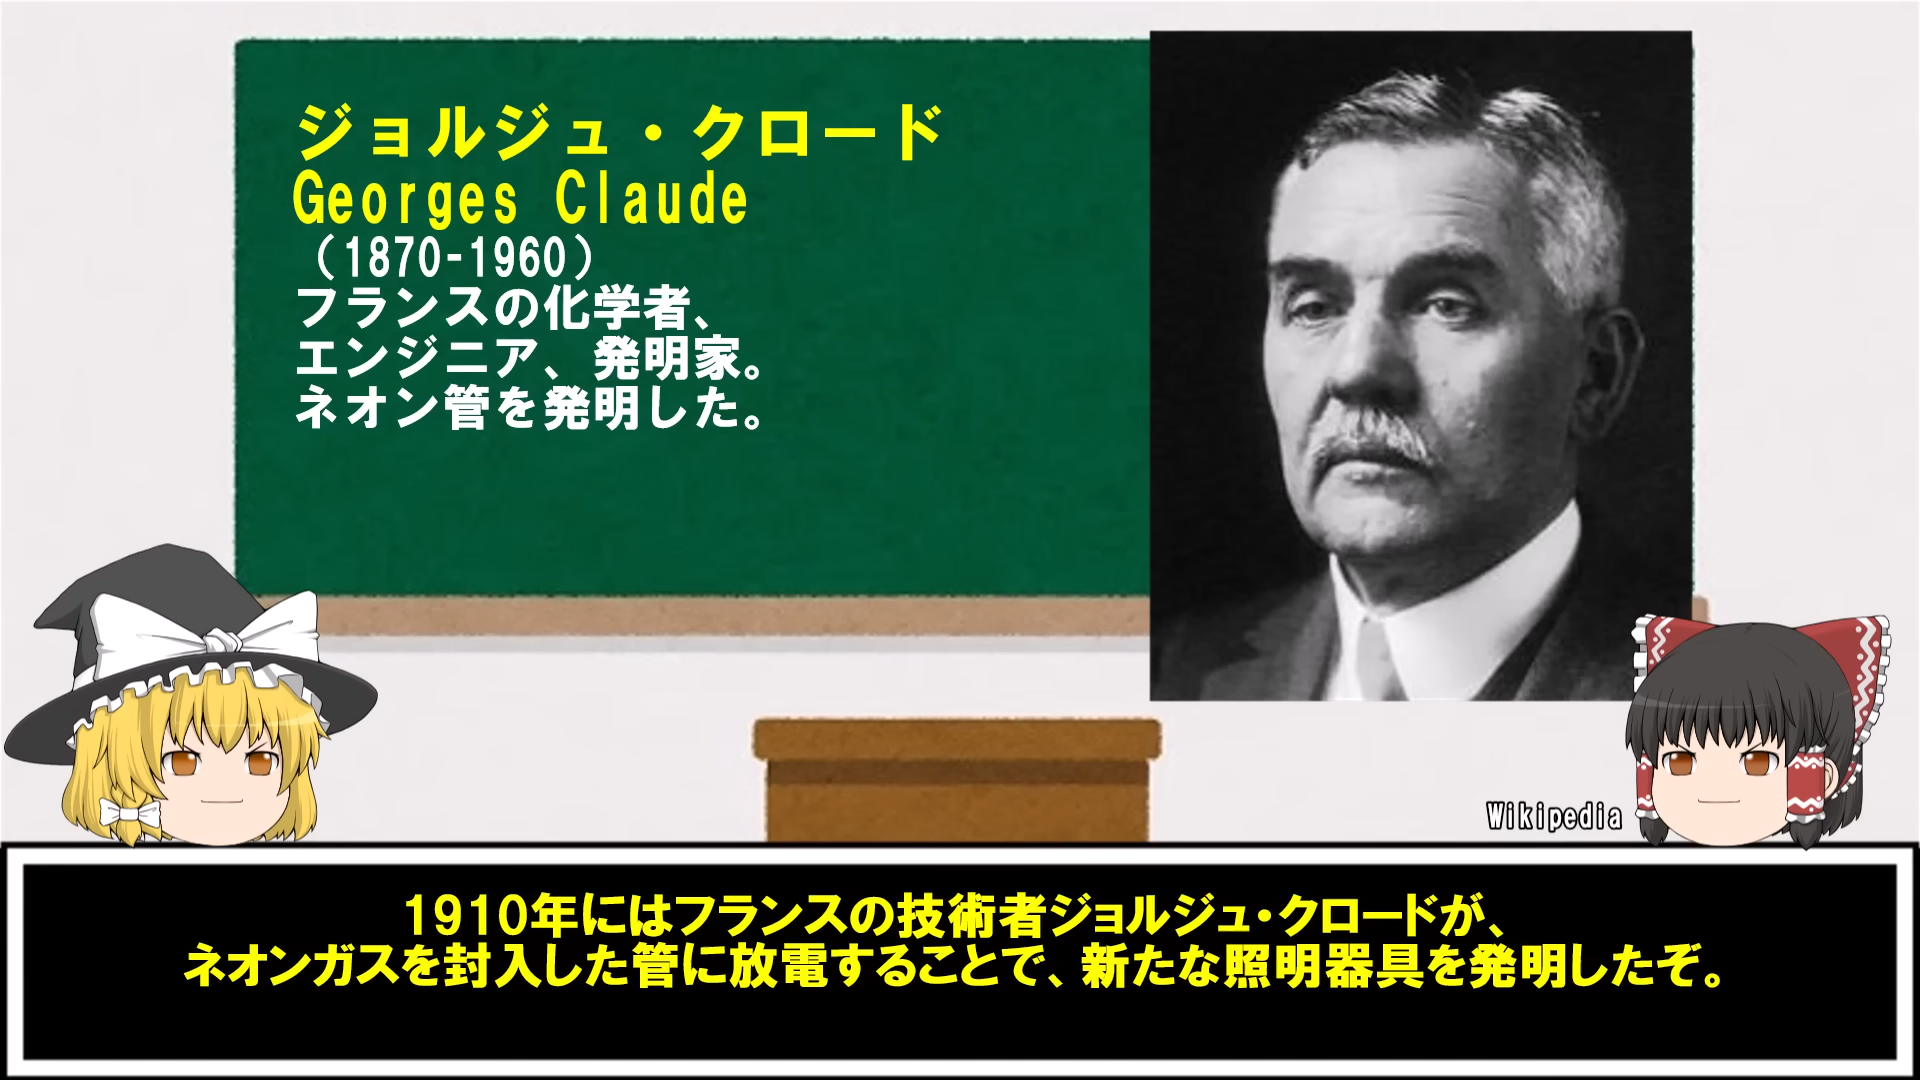 ジョルジュ・クロード
Georges Claude
（1870-1960）
フランスの化学者、
エンジニア、発明家。
ネオン管を発明した。
Wikipedia
1910年にはフランスの技術者ジョルジュ・クロードが、
ネオンガスを封入した管に放電することで、新たな照明器具を発明したぞ。